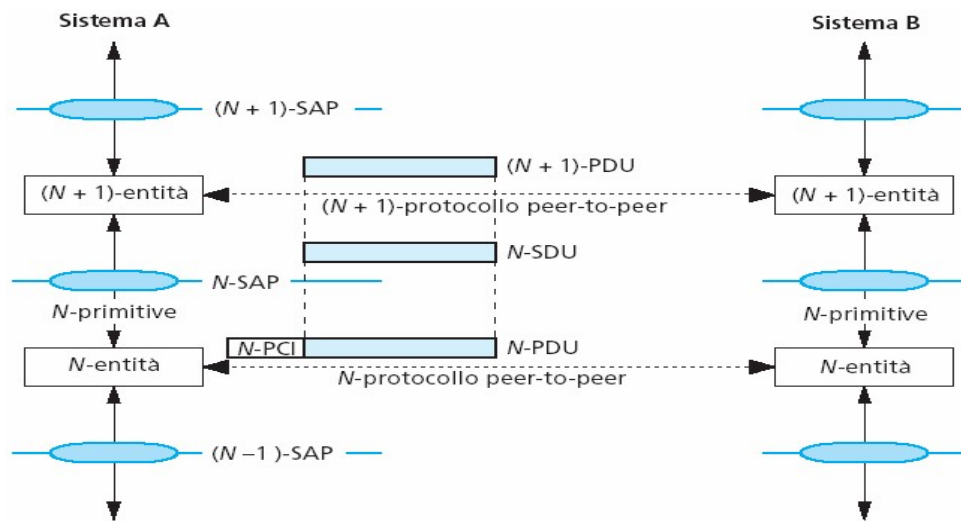 Sistema A
Sistema B
(N + 1)-SAP
(N + 1)-PDU
(N + 1)-entità
(N + 1)-entità
(N + 1)-protocollo peer-to-peer
N-SDU
N-SAP
N-primitive
N-primitive
N-PCI
N-PDU
N-entità
N-entità
N-protocollo peer-to-peer
(N –1 )-SAP